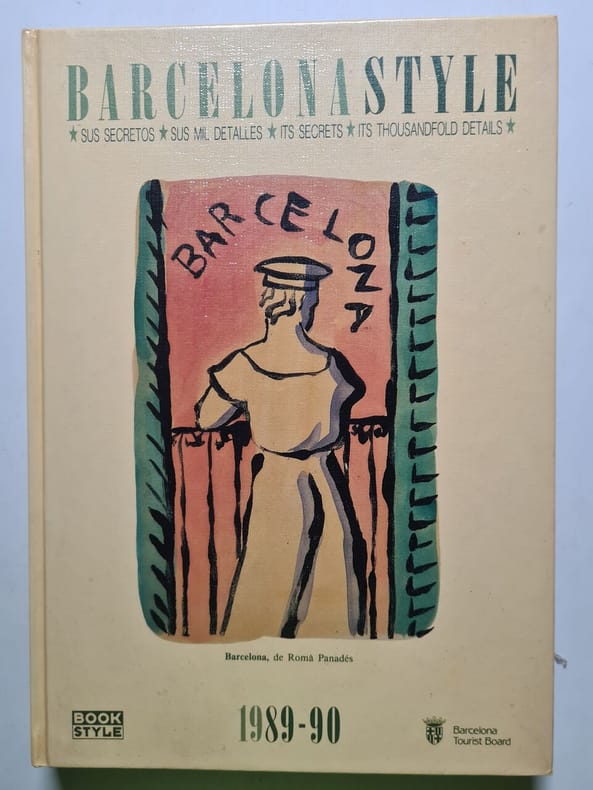 BARCELONASTYLE
★ SUS SECRETOS ★ SUS MIL DETALLES ★ ITS SECRETS ★ ITS THOUSANDFOLD DETAILS ★
BARCELONA
Barcelona, de Romà Panadés
BOOK
STYLE
1989-90
Barcelona
Tourist Board